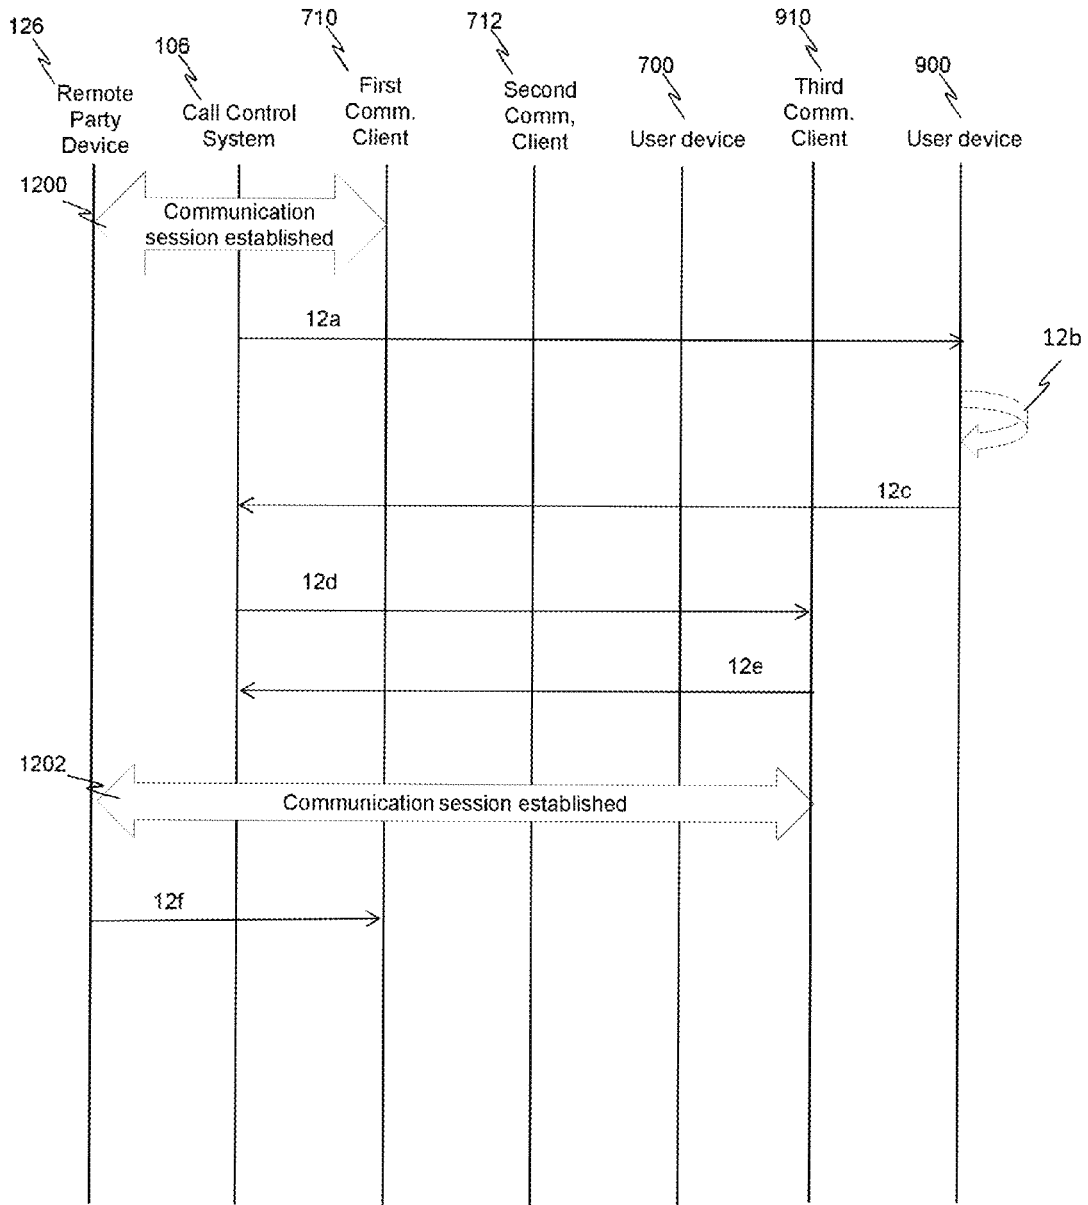 126
Remote
Party
Device
106
Call Control
System
710
First
Comm.
Client
712
Second
Comm,
Client
700
User device
910
Third
Comm.
Client
900
User device
1200
Communication
session established
12a
12b
12c
12d
12e
1202
Communication session established
12f